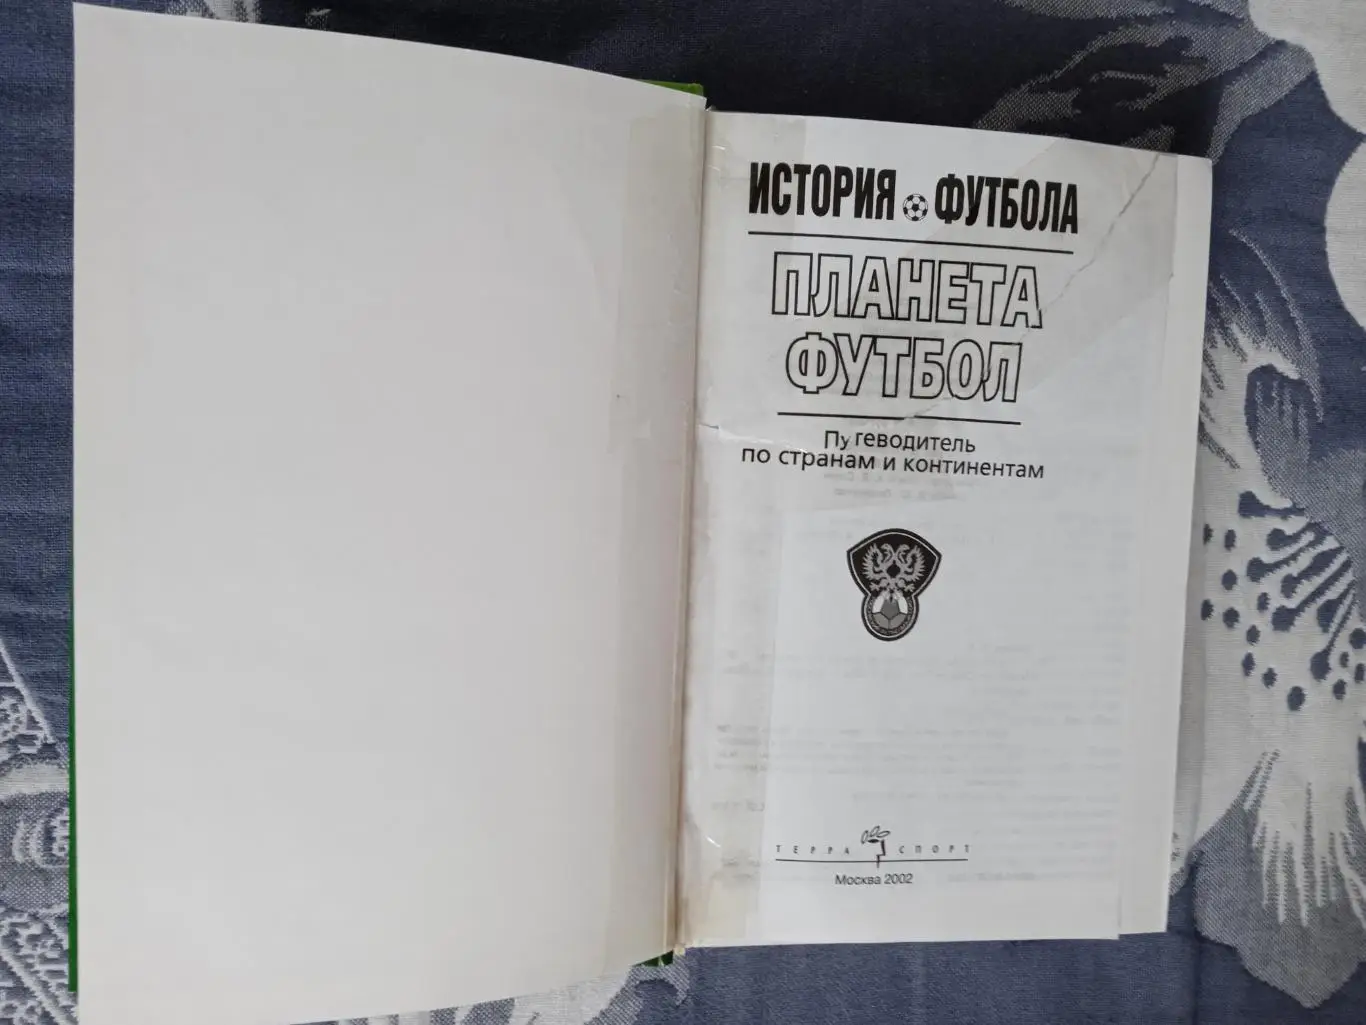 ИСТОРИЯ ФУТБОЛА
ПЛАНЕТА
ФУТБОЛ
Путеводитель
по странам и континентам
ТЕРРА СПОРТ
Москва 2002